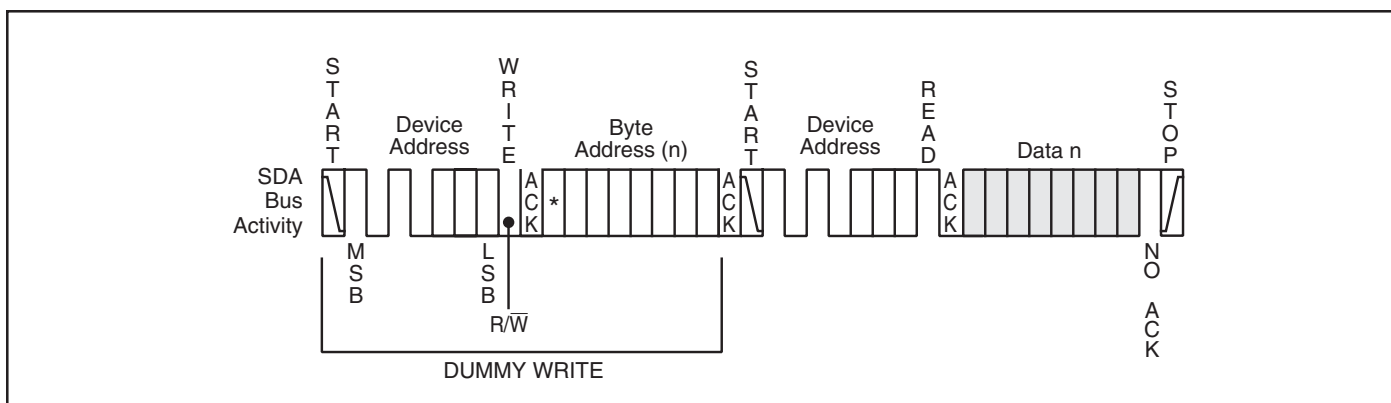 START
WRITE
START
READ
STOP
Device
Address
Byte
Address (n)
Device
Address
Data n
SDA
Bus
Activity
ACK
*
ACK
ACK
MSB
LSB
NO ACK
R/W̅
DUMMY WRITE